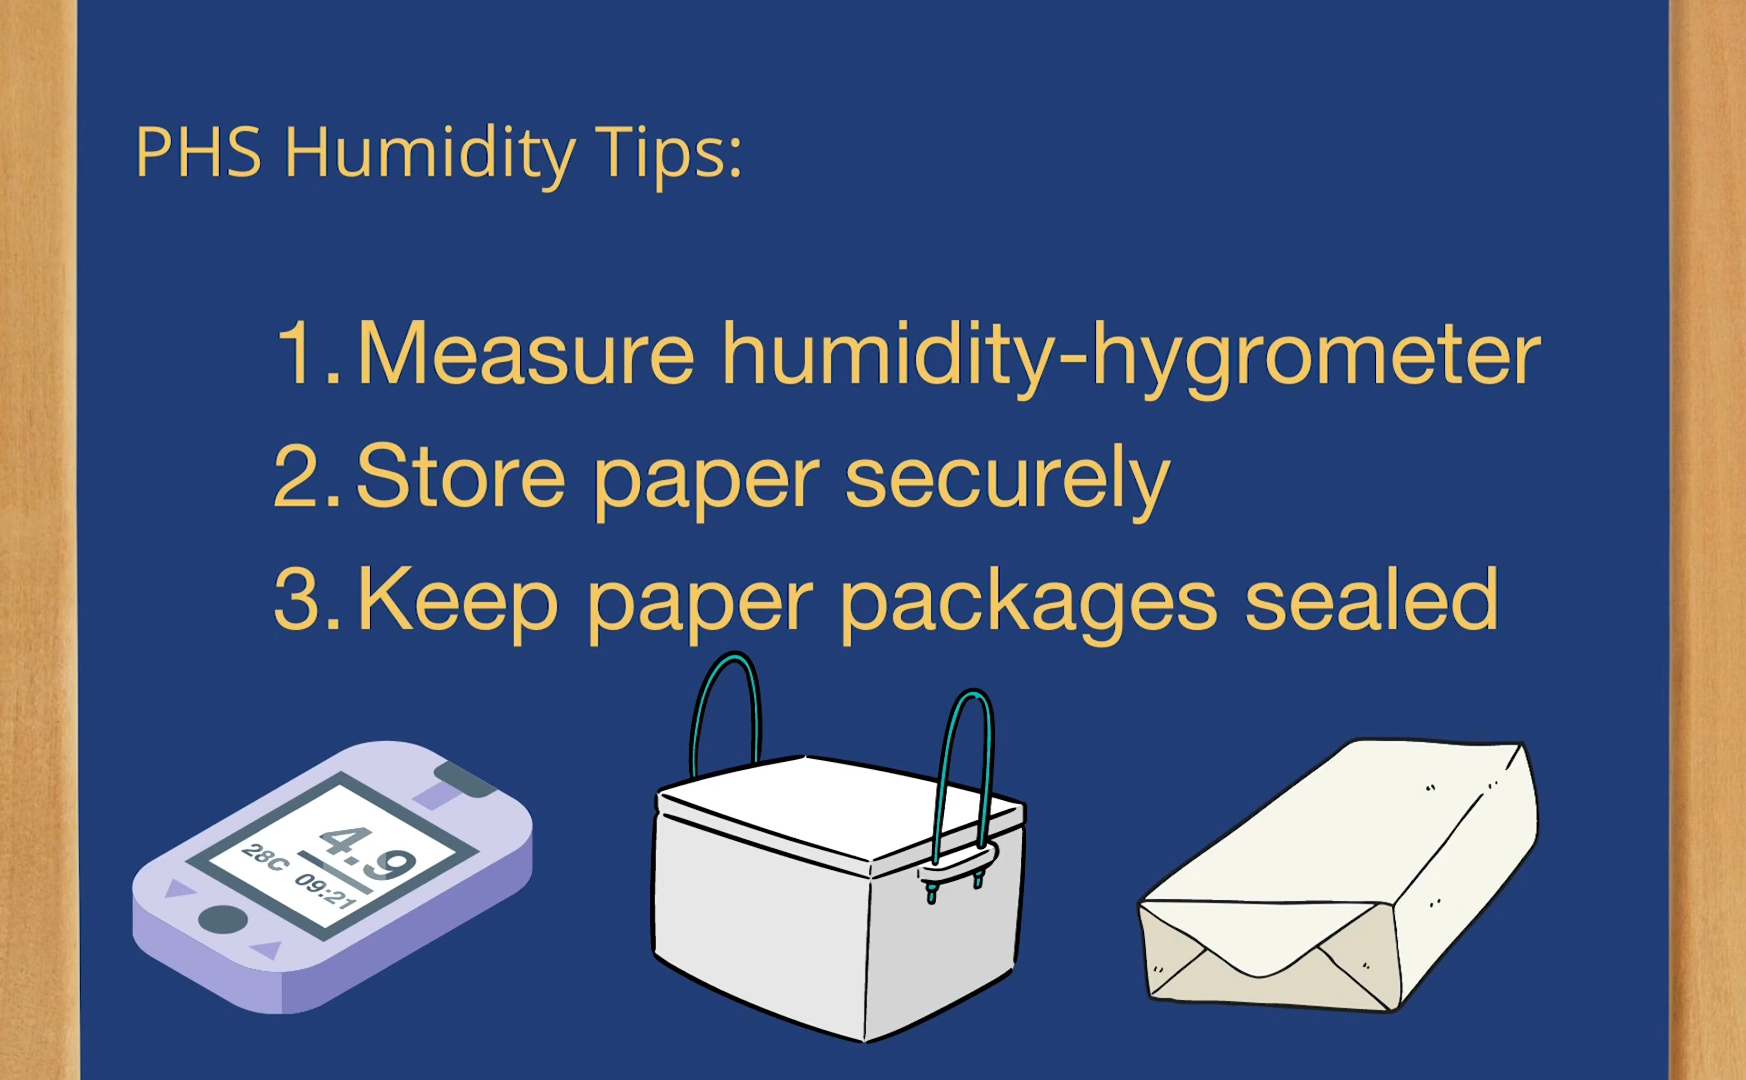 PHS Humidity Tips:
1. Measure humidity-hygrometer
2. Store paper securely
3. Keep paper packages sealed
4.9
28C
09:21